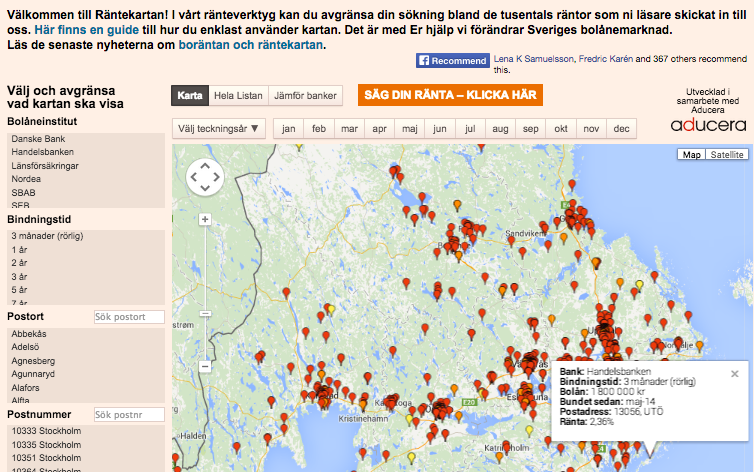 Välkommen till Räntekartan! I vårt ränteverktyg kan du avgränsa din sökning bland de tusentals räntor som ni läsare skickat in till
oss. Här finns en guide till hur du enklast använder kartan. Det är med Er hjälp vi förändrar Sveriges bolånemarknad.
Läs de senaste nyheterna om boräntan och räntekartan.
Recommend
Lena K Samuelsson, Fredric Karén and 367 others recommend
this.
Välj och avgränsa
vad kartan ska visa
Karta Hela Listan Jämför banker
SÄG DIN RÄNTA – KLICKA HÄR
Utvecklad i
samarbete med
Aducera
aducera
Välj teckningsår ▼ jan feb mar apr maj jun jul aug sep okt nov dec
Bolåneinstitut
Danske Bank
Handelsbanken
Länsförsäkringar
Nordea
SBAB
SEB
Bindningstid
3 månader (rörlig)
1 år
2 år
3 år
5 år
7 år
Postort Sök postort
Abbekås
Adelsö
Agnesberg
Agunnaryd
Alafors
Alfta
Postnummer Sök postnr
10333 Stockholm
10335 Stockholm
10351 Stockholm
10364 Stockholm
Map Satellite
Sandviken
strøm
Halden
Kristinehamn
E20
Bank: Handelsbanken
Bindningstid: 3 månader (rörlig)
Bolån: 1 800 000 kr
Bundet sedan: maj-14
Postadress: 13056, UTÖ
Ränta: 2,36%